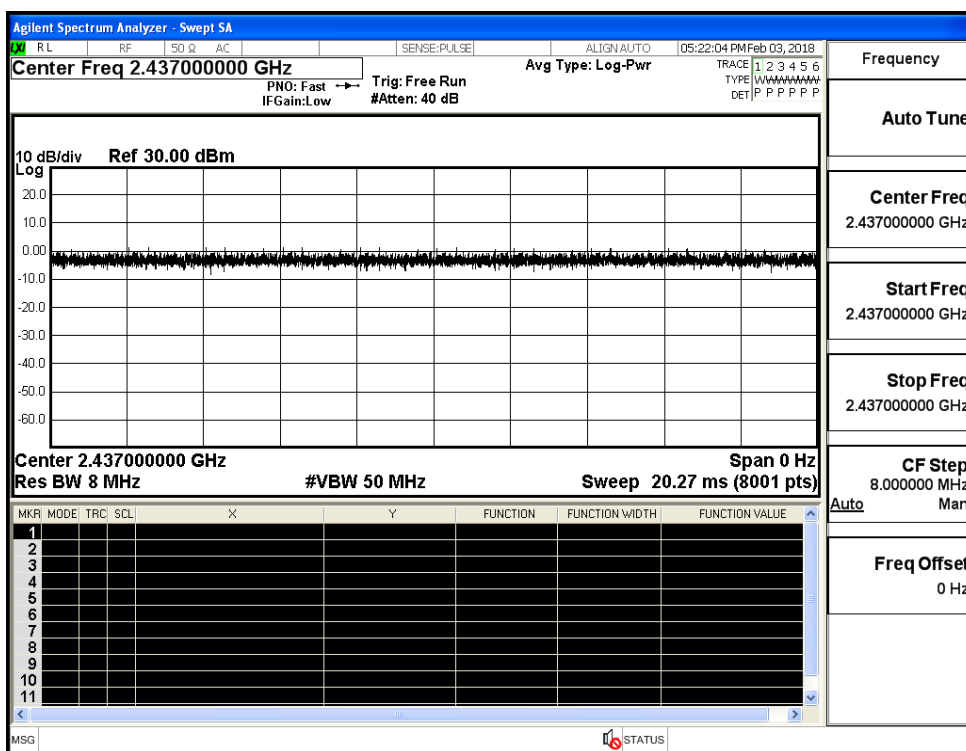 Agilent Spectrum Analyzer - Swept SA
LXI RL RF 50 Ω AC SENSE:PULSE ALIGN AUTO 05:22:04 PM Feb 03, 2018
Center Freq 2.437000000 GHz
PNO: Fast
IFGain:Low
Trig: Free Run
#Atten: 40 dB
Avg Type: Log-Pwr
TRACE 1 2 3 4 5 6
TYPE WWWWWW
DET P P P P P P
10 dB/div Ref 30.00 dBm
Log
20.0
10.0
0.00
-10.0
-20.0
-30.0
-40.0
-50.0
-60.0
Center 2.437000000 GHz Span 0 Hz
Res BW 8 MHz #VBW 50 MHz Sweep 20.27 ms (8001 pts)
MKR MODE TRC SCL X Y FUNCTION FUNCTION WIDTH FUNCTION VALUE
1
2
3
4
5
6
7
8
9
10
11
MSG STATUS
Frequency
Auto Tune
Center Freq
2.437000000 GHz
Start Freq
2.437000000 GHz
Stop Freq
2.437000000 GHz
CF Step
8.000000 MHz
Auto Man
Freq Offset
0 Hz